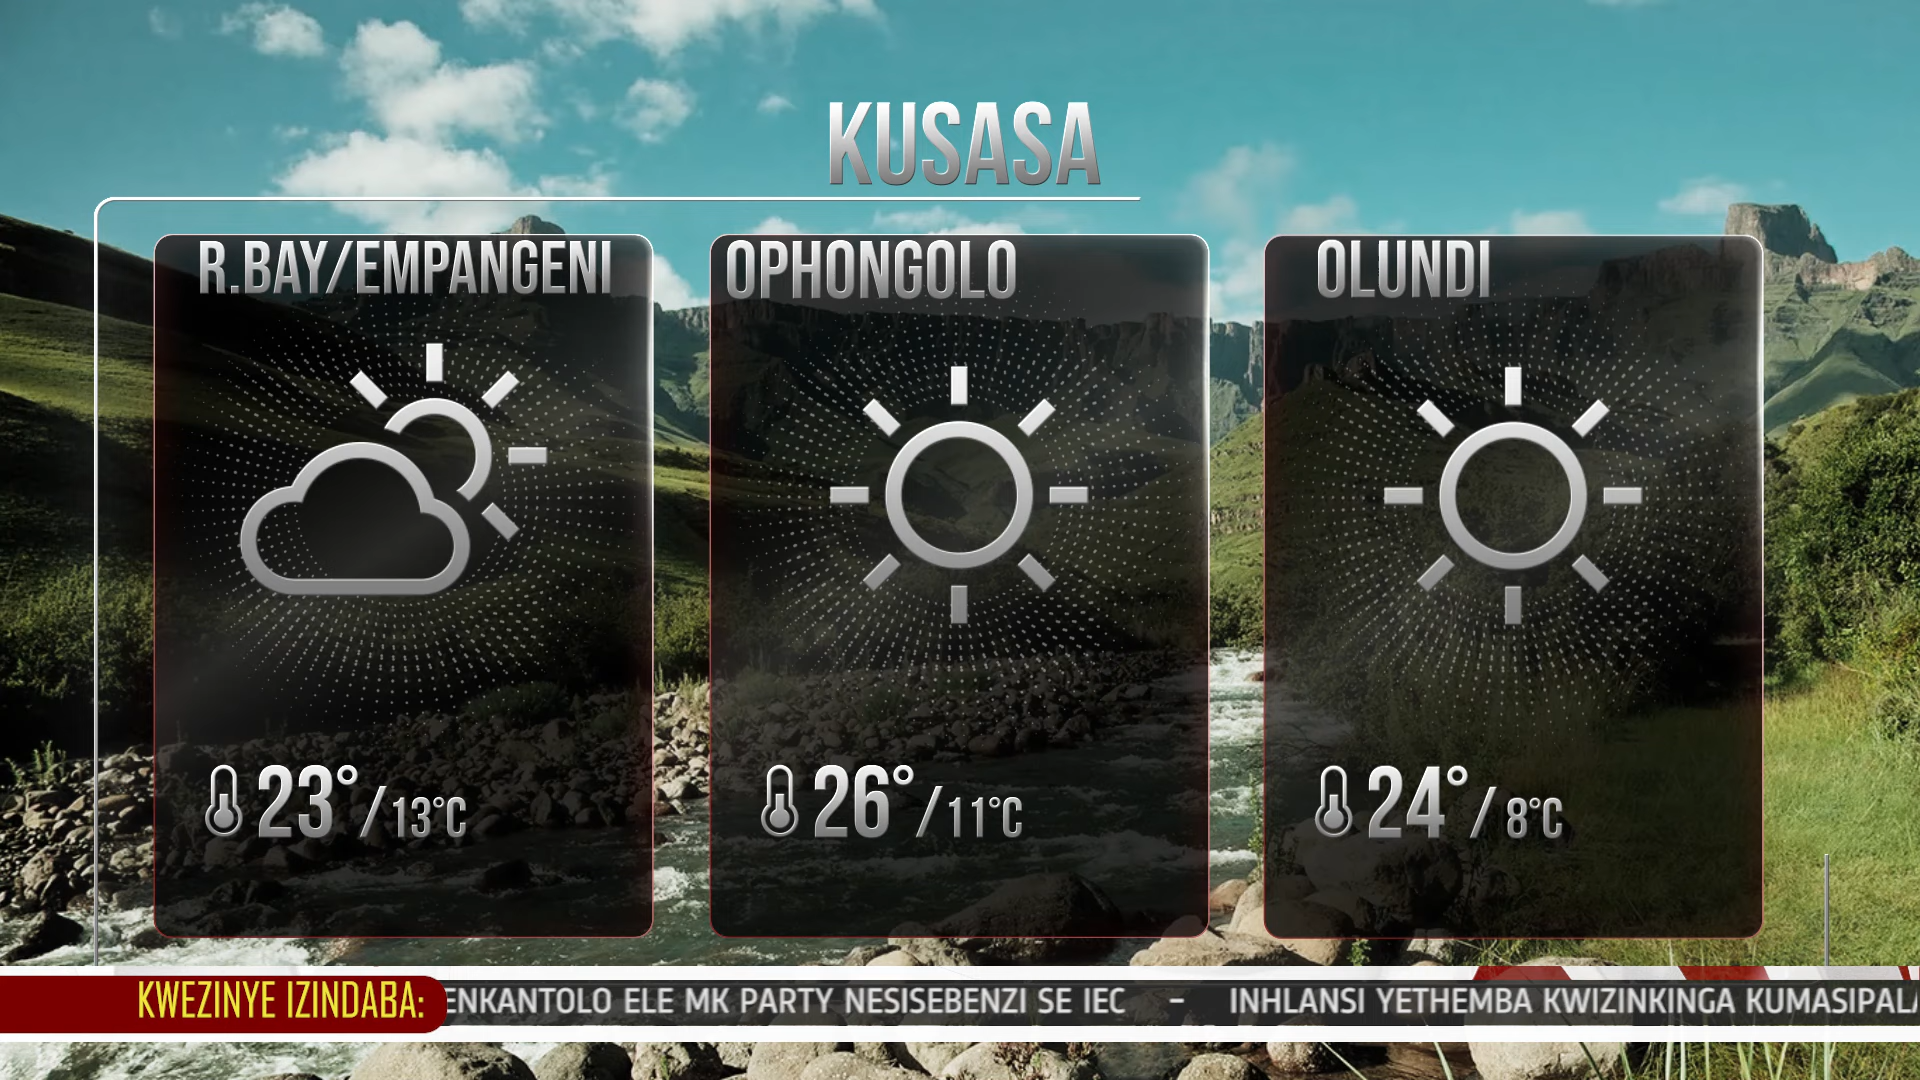 KUSASA
R.BAY/EMPANGENI
OPHONGOLO
OLUNDI
23°/13°C
26°/11°C
24°/8°C
KWEZINYE IZINDABA:
ENKANTOLO ELE MK PARTY NESISEBENZI SE IEC - INHLANSI YETHEMBA KWIZINKINGA